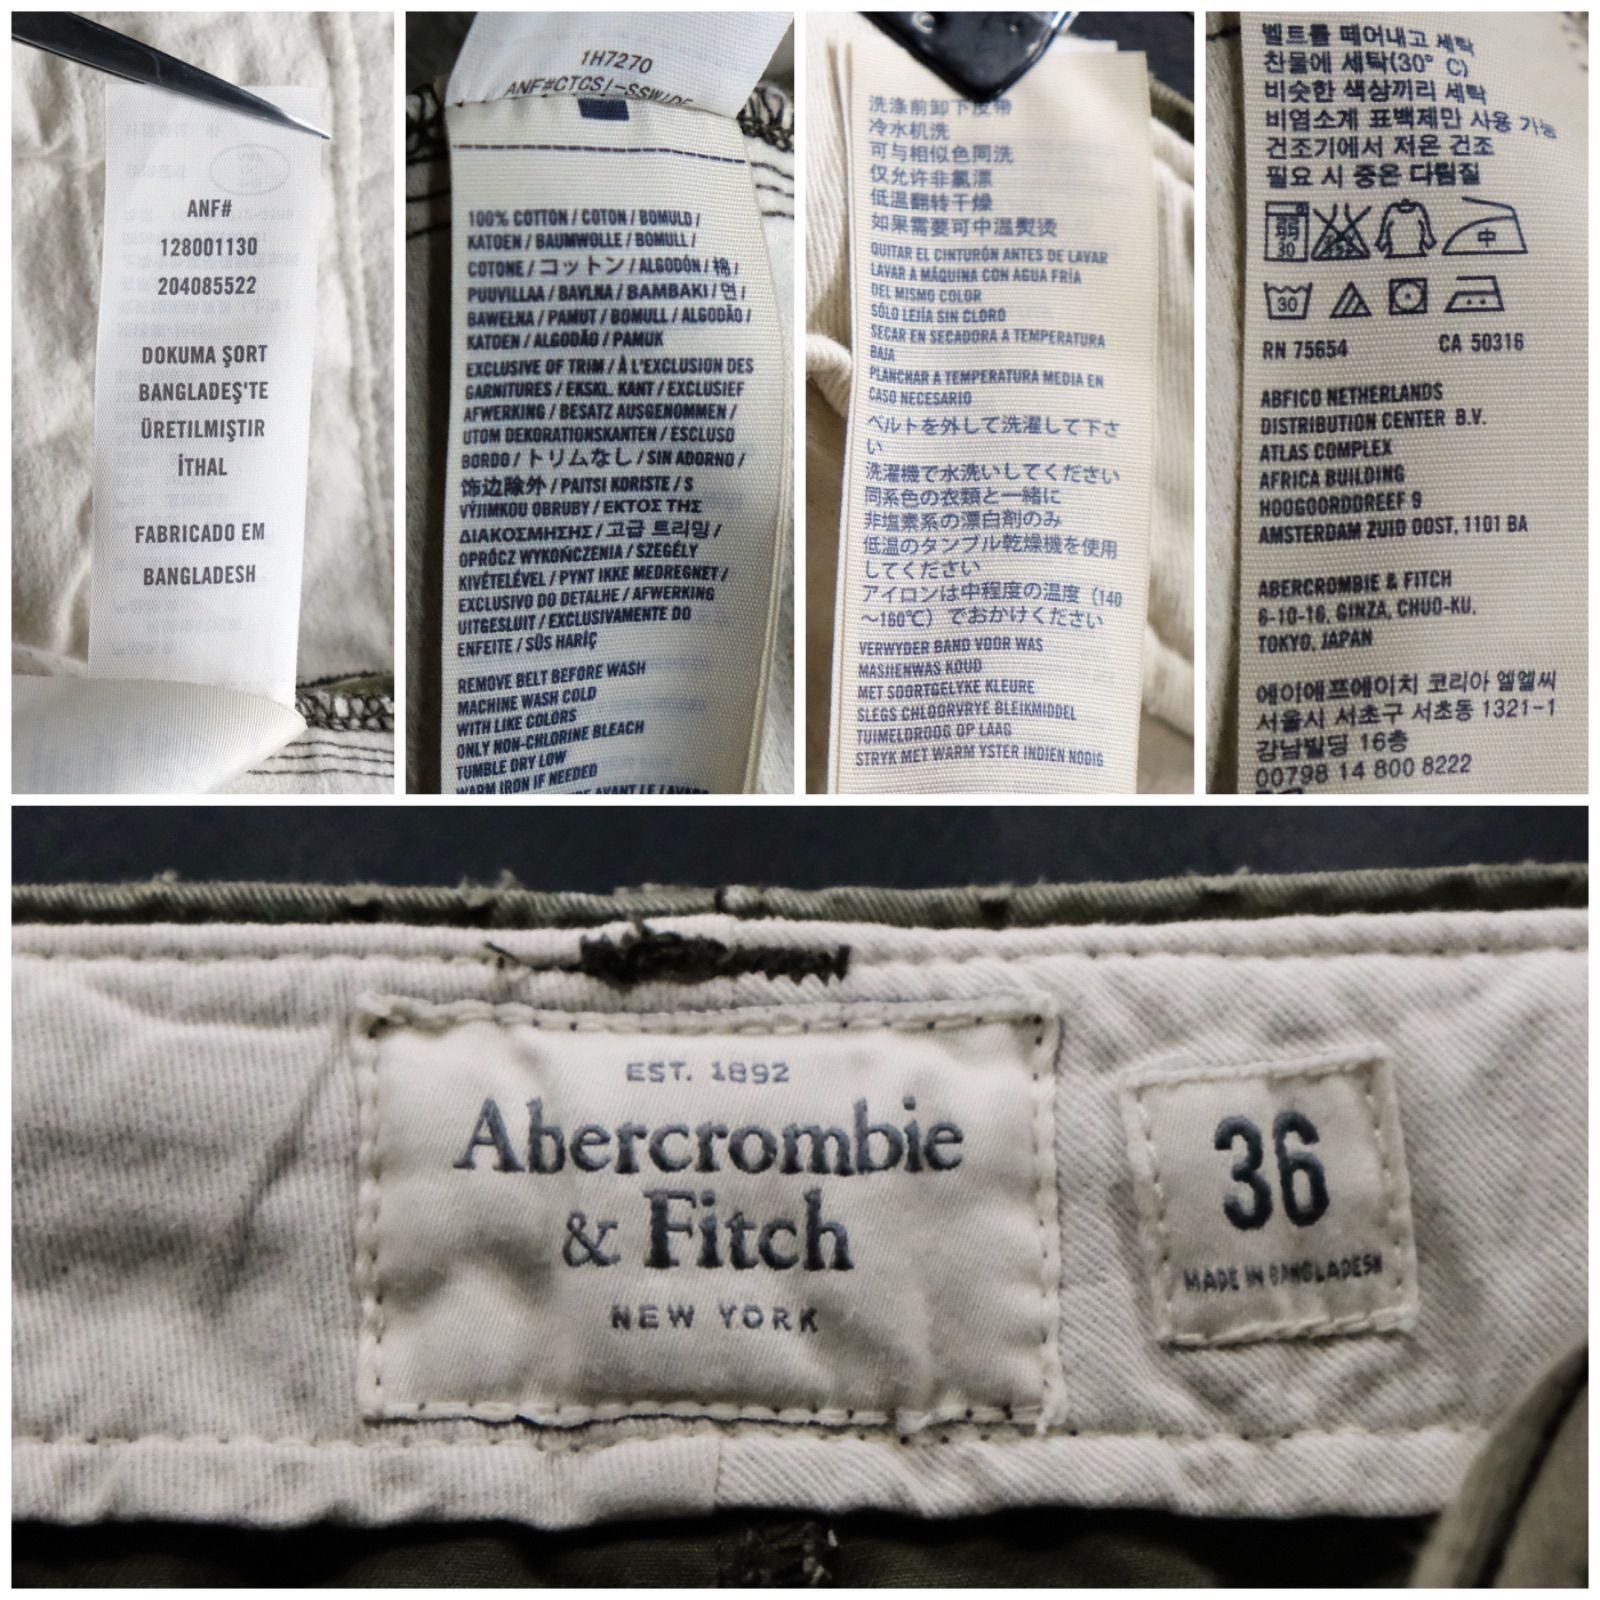 ANF#
128001130
204085522
DOKUMA ŞORT
BANGLADEŞ'TE
ÜRETILMIŞTIR
İTHAL
FABRICADO EM
BANGLADESH
1H7270
100% COTTON / COTON / BOMULD /
KATOEN / BAUMWOLLE / BOMULL /
COTONE / コットン / ALGODÓN / 棉 /
PUUVILLAA / BAVLNA / BAMBAKI / 면 /
BAWEŁNA / PAMUT / BOMULL / ALGODÃO /
KATOEN / ALGODÃO / PAMUK
EXCLUSIVE OF TRIM / À L'EXCLUSION DES
GARNITURES / EKSKL. KANT / EXCLUSIEF
AFWERKING / BESATZ AUSGENOMMEN /
UTOM DEKORATIONSKANTEN / ESCLUSO
BORDO / トリムなし / SIN ADORNO /
饰边除外 / PAITSI KORISTE / S
VÝJIMKOU OBRUBY / ΕΚΤΟΣ ΤΗΣ
ΔΙΑΚΟΣΜΗΣΗΣ / 고급 트리밍 /
OPRÓCZ WYKOŃCZENIA / SZEGÉLY
KIVÉTELÉVEL / PYNT IKKE MEDREGNET /
EXCLUSIVO DO DETALHE / AFWERKING
UITGESLUIT / EXCLUSIVAMENTE DO
ENFEITE / SÜS HARİÇ
REMOVE BELT BEFORE WASH
MACHINE WASH COLD
WITH LIKE COLORS
ONLY NON-CHLORINE BLEACH
TUMBLE DRY LOW
WARM IRON IF NEEDED
洗涤前卸下皮带
冷水机洗
可与相似色同洗
仅允许非氯漂
低温翻转干燥
如果需要可中温熨烫
QUITAR EL CINTURÓN ANTES DE LAVAR
LAVAR A MÁQUINA CON AGUA FRÍA
DEL MISMO COLOR
SÓLO LEJÍA SIN CLORO
SECAR EN SECADORA A TEMPERATURA
BAJA
PLANCHAR A TEMPERATURA MEDIA EN
CASO NECESARIO
ベルトを外して洗濯して下さ
い
洗濯機で水洗いしてください
同系色の衣類と一緒に
非塩素系の漂白剤のみ
低温のタンブル乾燥機を使用
してください
アイロンは中程度の温度（140
～160℃）でおかけください
VERWYDER BAND VOOR WAS
MASJIENWAS KOUD
MET SOORTGELYKE KLEURE
SLEGS CHLOORVRYE BLEIKMIDDEL
TUIMELDROOG OP LAAG
STRYK MET WARM YSTER INDIEN NODIG
벨트를 떼어내고 세탁
찬물에 세탁(30° C)
비슷한 색상끼리 세탁
비염소계 표백제만 사용 가능
건조기에서 저온 건조
필요 시 중온 다림질
30 中
30
RN 75654 CA 50316
ABFICO NETHERLANDS
DISTRIBUTION CENTER B.V.
ATLAS COMPLEX
AFRICA BUILDING
HOOGOORDDREEF 9
AMSTERDAM ZUID OOST, 1101 BA
ABERCROMBIE & FITCH
6-10-16, GINZA, CHUO-KU,
TOKYO, JAPAN
에이에프에이치 코리아 엘엘씨
서울시 서초구 서초동 1321-1
강남빌딩 16층
00798 14 800 8222
EST. 1892
Abercrombie
& Fitch
NEW YORK
36
MADE IN BANGLADESH